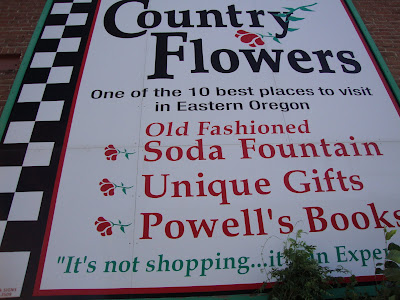 Country
Flowers
One of the 10 best places to visit
in Eastern Oregon
Old Fashioned
Soda Fountain
Unique Gifts
Powell's Books
"It's not shopping...it's an Exper